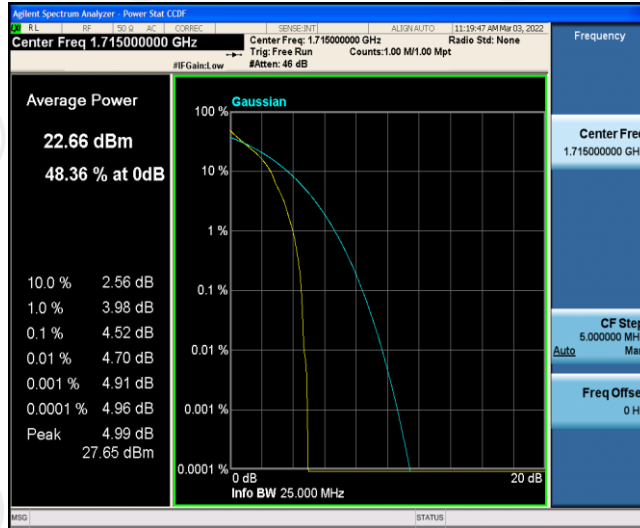 Agilent Spectrum Analyzer - Power Stat CCDF
RL RF 50 Ω AC CORREC SENSE:INT ALIGNAUTO 11:19:47 AM Mar 03, 2022
Center Freq 1.715000000 GHz
Center Freq: 1.715000000 GHz Radio Std: None
Trig: Free Run Counts:1.00 M/1.00 Mpt
#IFGain:Low #Atten: 46 dB
Frequency
Average Power
22.66 dBm
48.36 % at 0dB
10.0 % 2.56 dB
1.0 % 3.98 dB
0.1 % 4.52 dB
0.01 % 4.70 dB
0.001 % 4.91 dB
0.0001 % 4.96 dB
Peak 4.99 dB
27.65 dBm
Gaussian
100 %
10 %
1 %
0.1 %
0.01 %
0.001 %
0.0001 %
0 dB 20 dB
Info BW 25.000 MHz
Center Fre
1.715000000 GH
CF Step
5.000000 MH
Auto Ma
Freq Offse
0 H
MSG STATUS